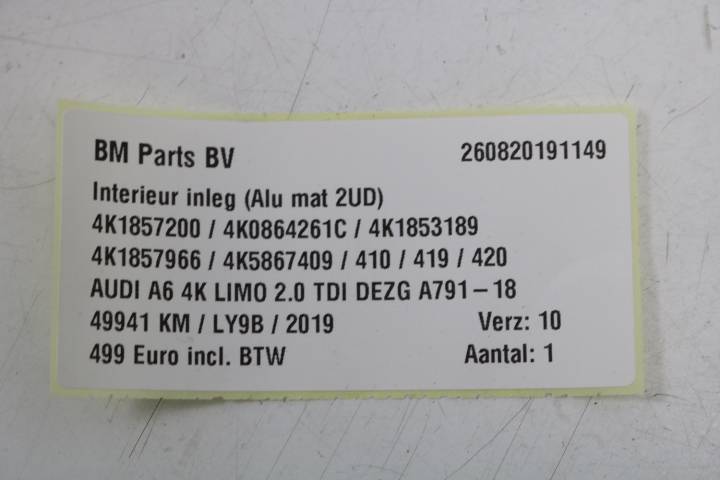 BM Parts BV 260820191149
Interieur inleg (Alu mat 2UD)
4K1857200 / 4K0864261C / 4K1853189
4K1857966 / 4K5867409 / 410 / 419 / 420
AUDI A6 4K LIMO 2.0 TDI DEZG A791-18
49941 KM / LY9B / 2019 Verz: 10
499 Euro incl. BTW Aantal: 1